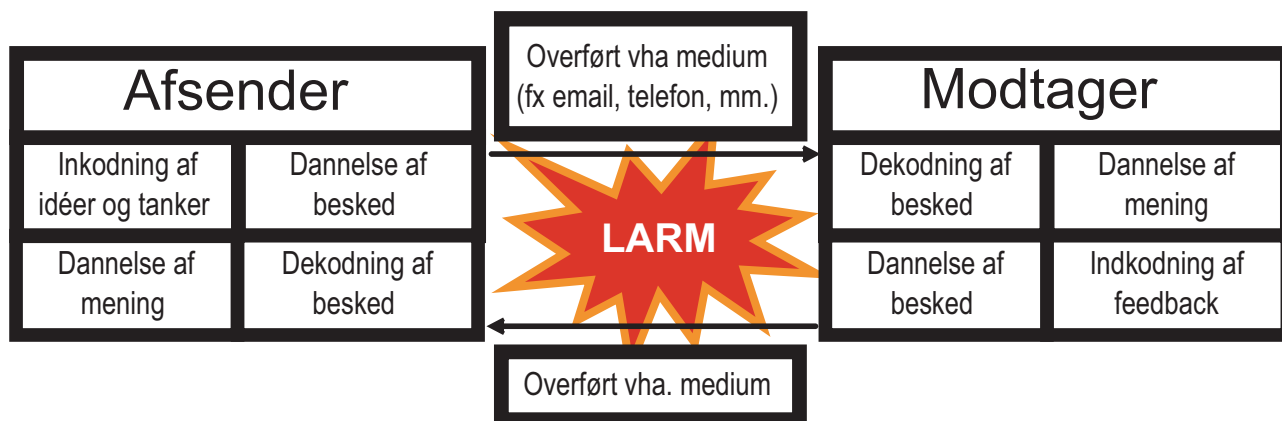 Afsender
Inkodning af
idéer og tanker
Dannelse af
besked
Dannelse af
mening
Dekodning af
besked
Overført vha medium
(fx email, telefon, mm.)
LARM
Overført vha. medium
Modtager
Dekodning af
besked
Dannelse af
mening
Dannelse af
besked
Indkodning af
feedback